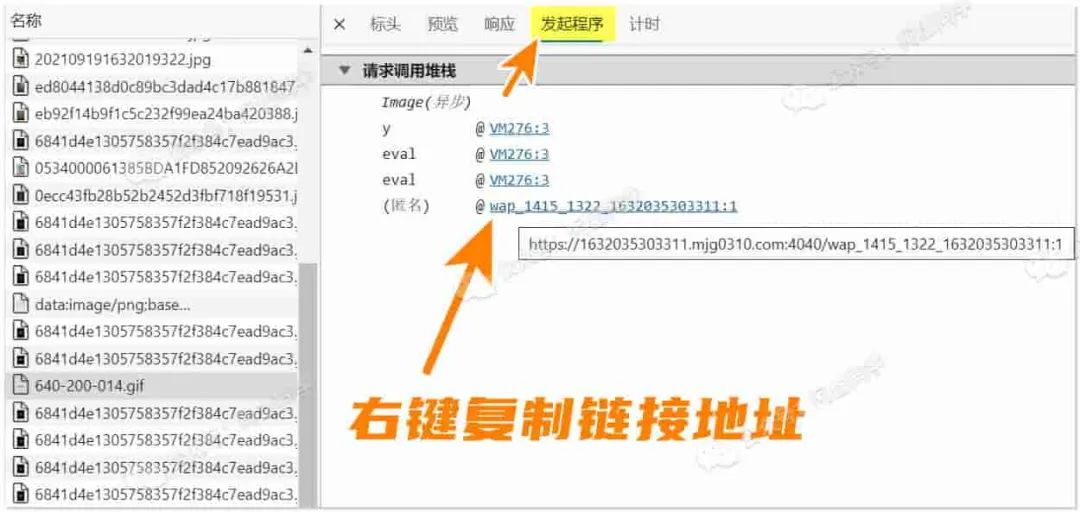 名称
202109191632019322.jpg
ed8044138d0c89bc3dad4c17b881847
eb92f14b9f1c5c232f99ea24ba420388.j
6841d4e1305758357f2f384c7ead9ac3.
0ecc43fb28b52b2452d3fbf718f19531.j
6841d4e1305758357f2f384c7ead9ac3.
6841d4e1305758357f2f384c7ead9ac3.
6841d4e1305758357f2f384c7ead9ac3.
data:image/png;base...
6841d4e1305758357f2f384c7ead9ac3.
6841d4e1305758357f2f384c7ead9ac3.
640-200-014.gif
6841d4e1305758357f2f384c7ead9ac3.
6841d4e1305758357f2f384c7ead9ac3.
6841d4e1305758357f2f384c7ead9ac3.
6841d4e1305758357f2f384c7ead9ac3.
× 标头 预览 响应 发起程序 计时
▼ 请求调用堆栈
Image(异步)
y @ VM276:3
eval @ VM276:3
eval @ VM276:3
(匿名) @ wap_1415_1322_1632035303311:1
https://1632035303311.mjg0310.com:4040/wap_1415_1322_1632035303311:1
右键复制链接地址